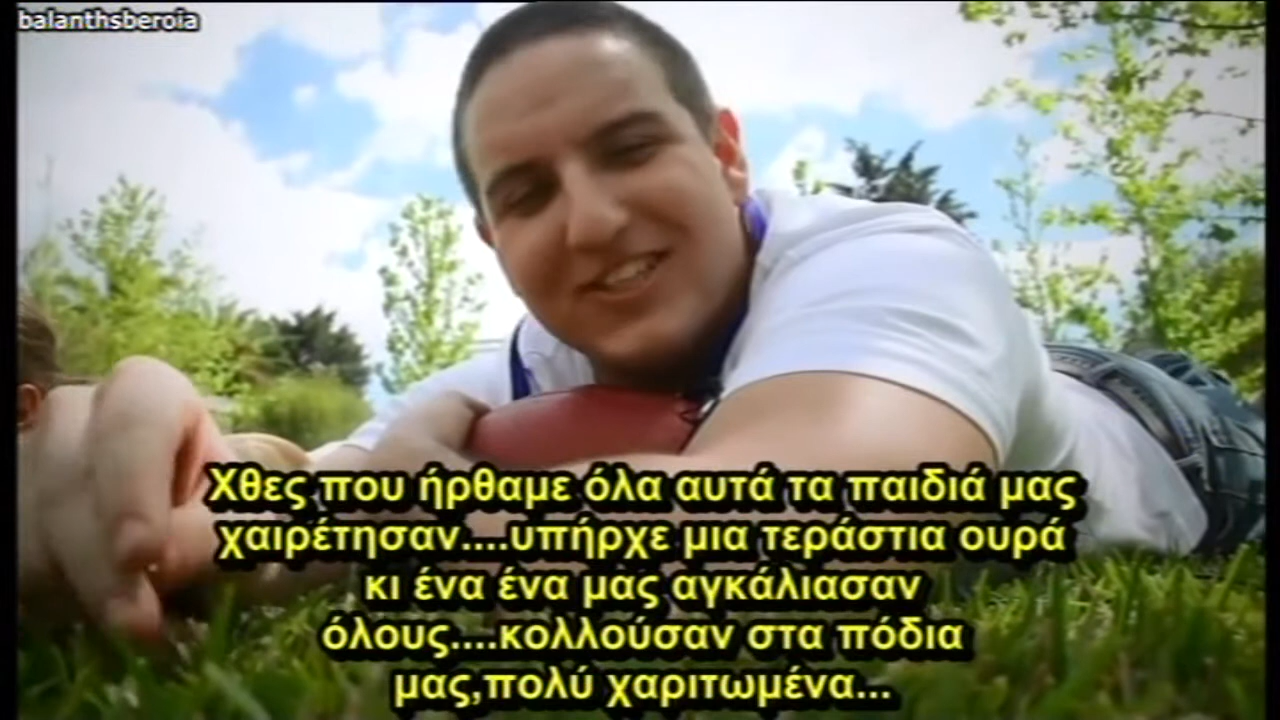 balanthsberoia
Χθες που ήρθαμε όλα αυτά τα παιδιά μας
χαιρέτησαν....υπήρχε μια τεράστια ουρά
κι ένα ένα μας αγκάλιασαν
όλους....κολλούσαν στα πόδια
μας,πολύ χαριτωμένα...